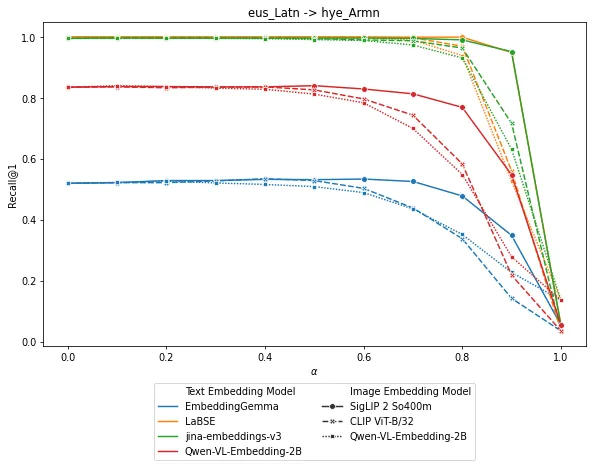 eus_Latn -> hye_Armn
Recall@1
1.0
0.8
0.6
0.4
0.2
0.0
0.0 0.2 0.4 0.6 0.8 1.0
α
Text Embedding Model
EmbeddingGemma
LaBSE
jina-embeddings-v3
Qwen-VL-Embedding-2B
Image Embedding Model
SigLIP 2 So400m
CLIP ViT-B/32
Qwen-VL-Embedding-2B